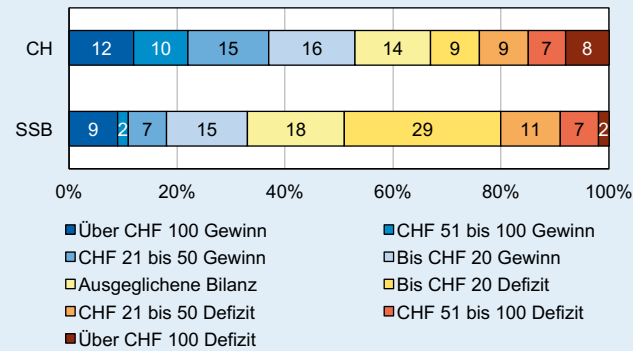 CH 12 10 15 16 14 9 9 7 8
SSB 9 2 7 15 18 29 11 7 2
0% 20% 40% 60% 80% 100%
Über CHF 100 Gewinn CHF 51 bis 100 Gewinn
CHF 21 bis 50 Gewinn Bis CHF 20 Gewinn
Ausgeglichene Bilanz Bis CHF 20 Defizit
CHF 21 bis 50 Defizit CHF 51 bis 100 Defizit
Über CHF 100 Defizit